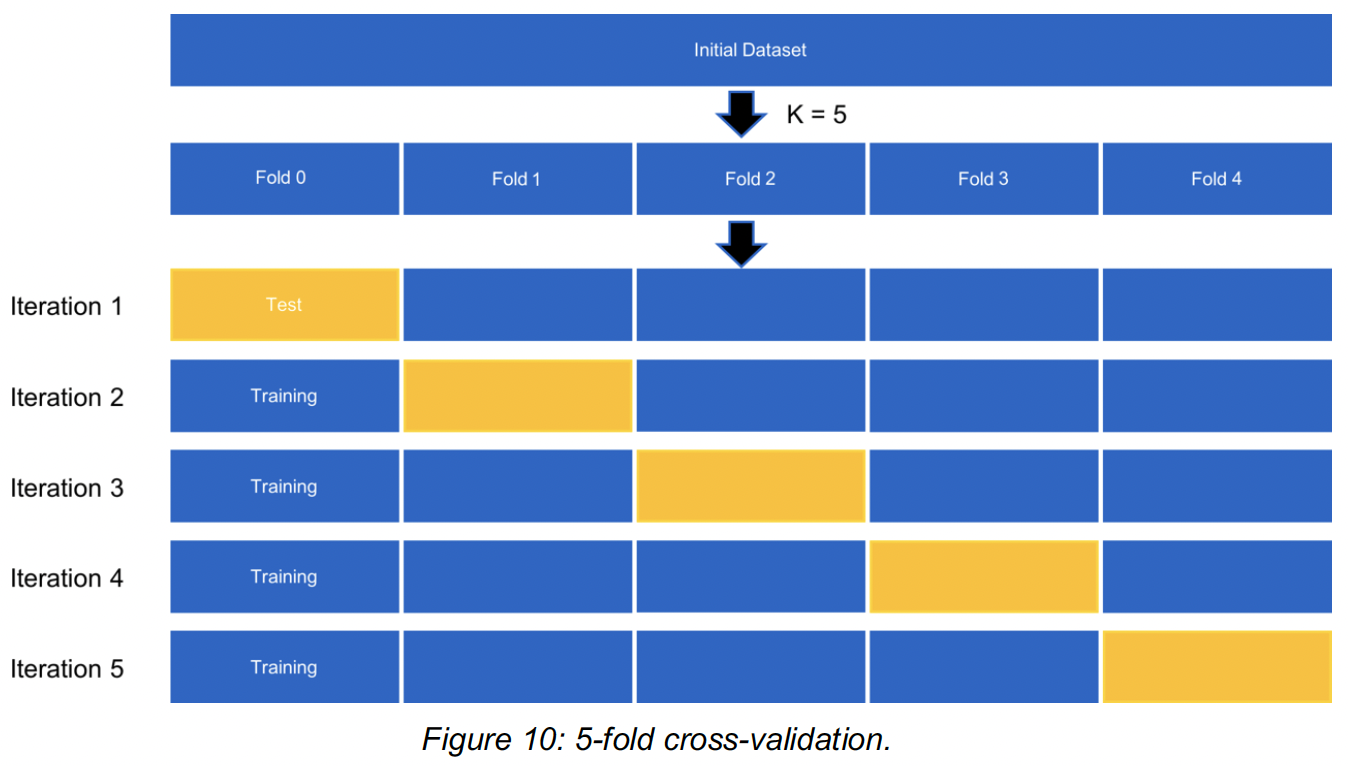 Initial Dataset
K = 5
Fold 0 Fold 1 Fold 2 Fold 3 Fold 4
Iteration 1 Test
Iteration 2 Training
Iteration 3 Training
Iteration 4 Training
Iteration 5 Training
Figure 10: 5-fold cross-validation.